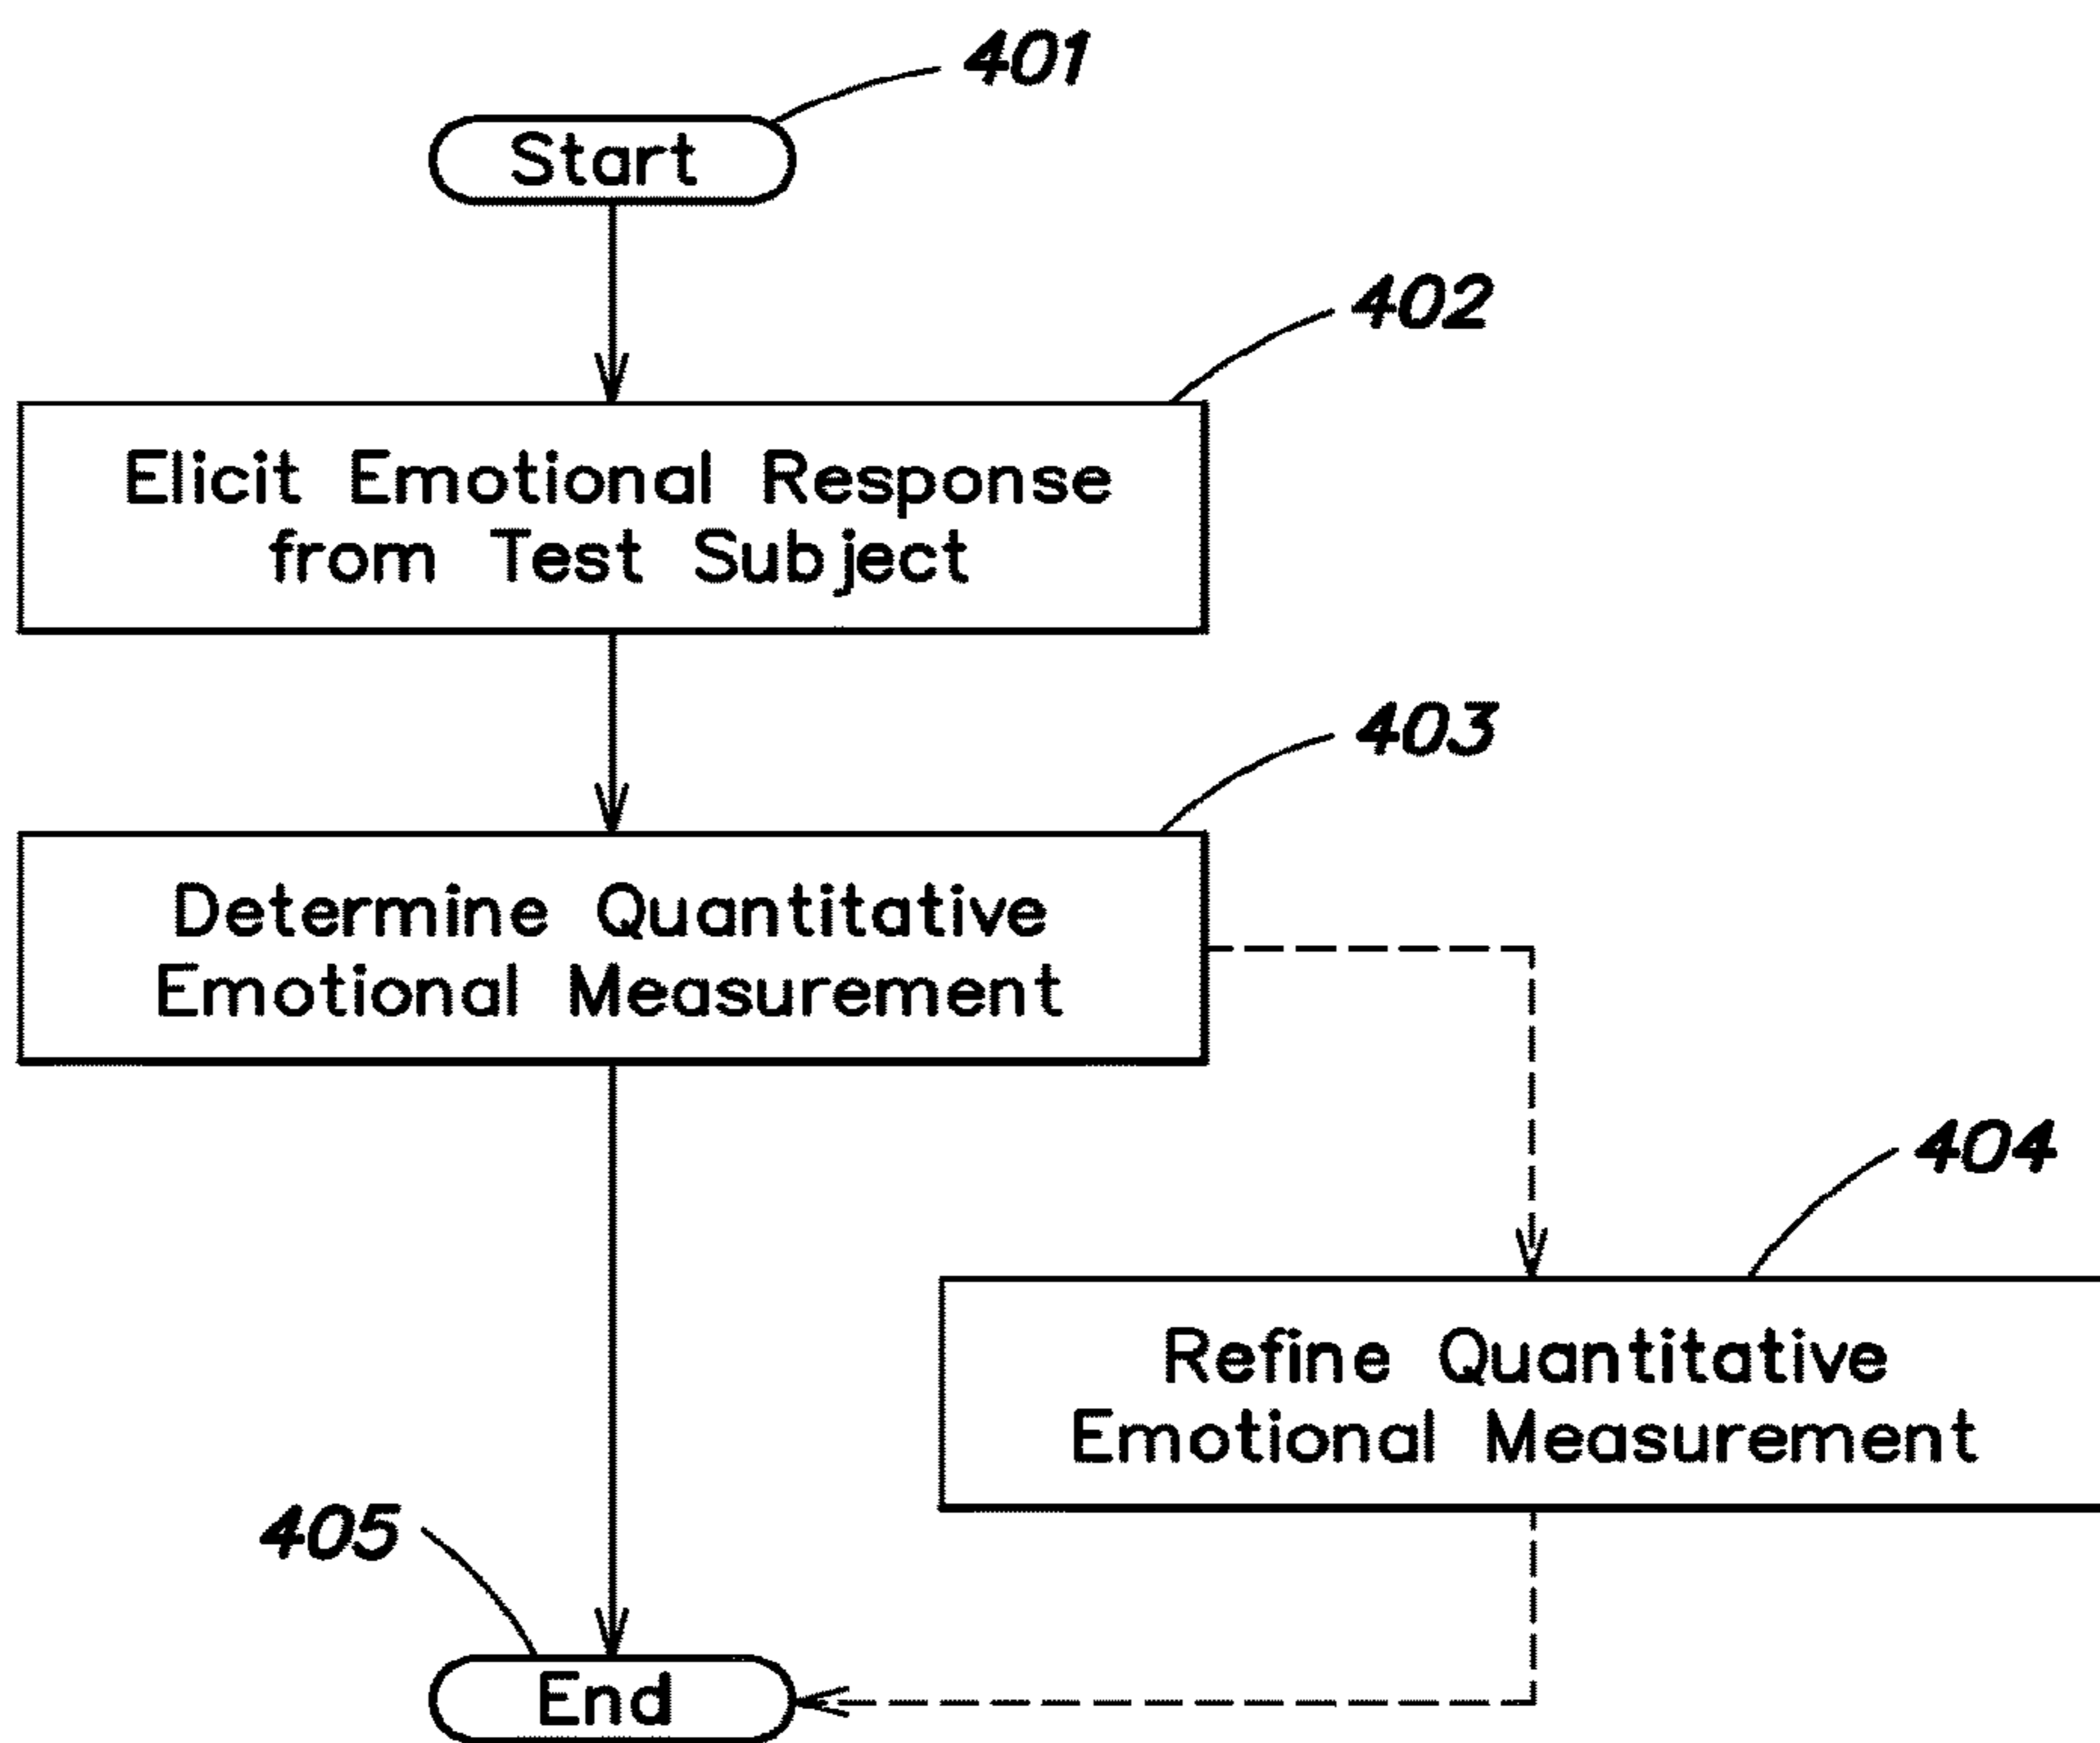 401
Start
402
Elicit Emotional Response
from Test Subject
403
Determine Quantitative
Emotional Measurement
404
Refine Quantitative
Emotional Measurement
405
End